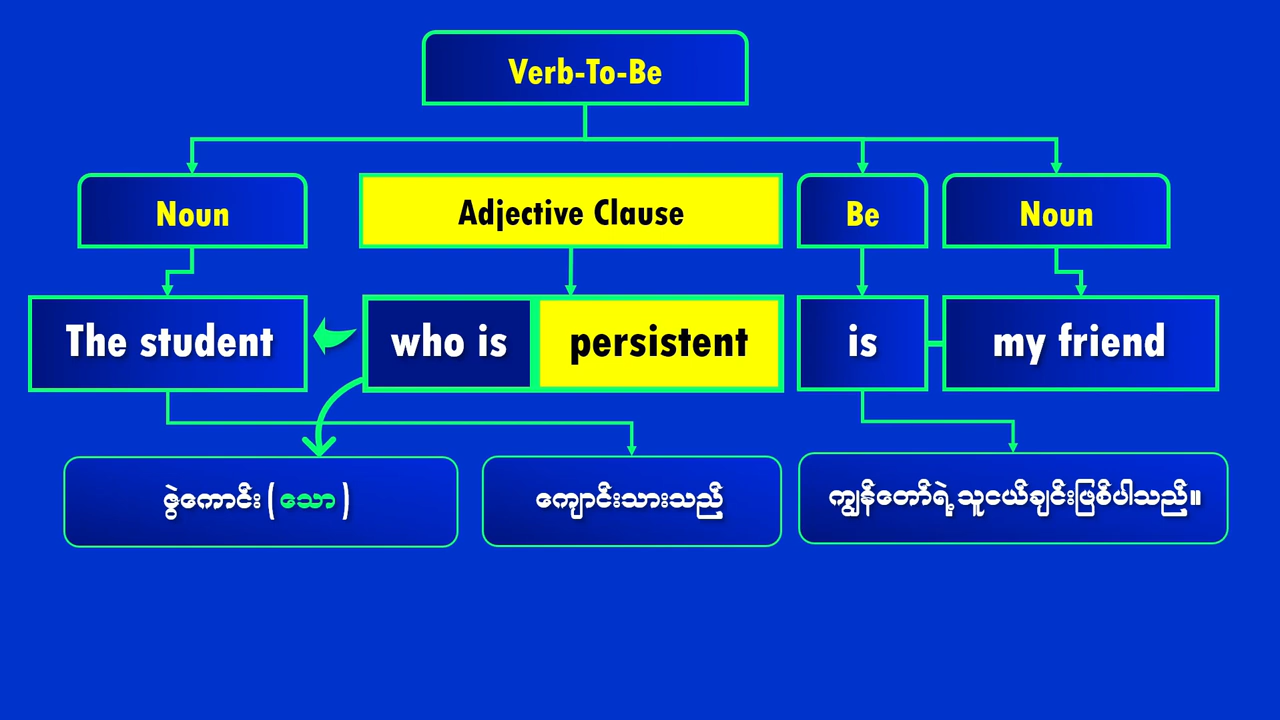 Verb-To-Be
Noun
Adjective Clause
Be
Noun
The student
who is
persistent
is
my friend
ဇွဲကောင်း ( သော )
ကျောင်းသားသည်
ကျွန်တော်ရဲ့ သူငယ်ချင်းဖြစ်ပါသည်။